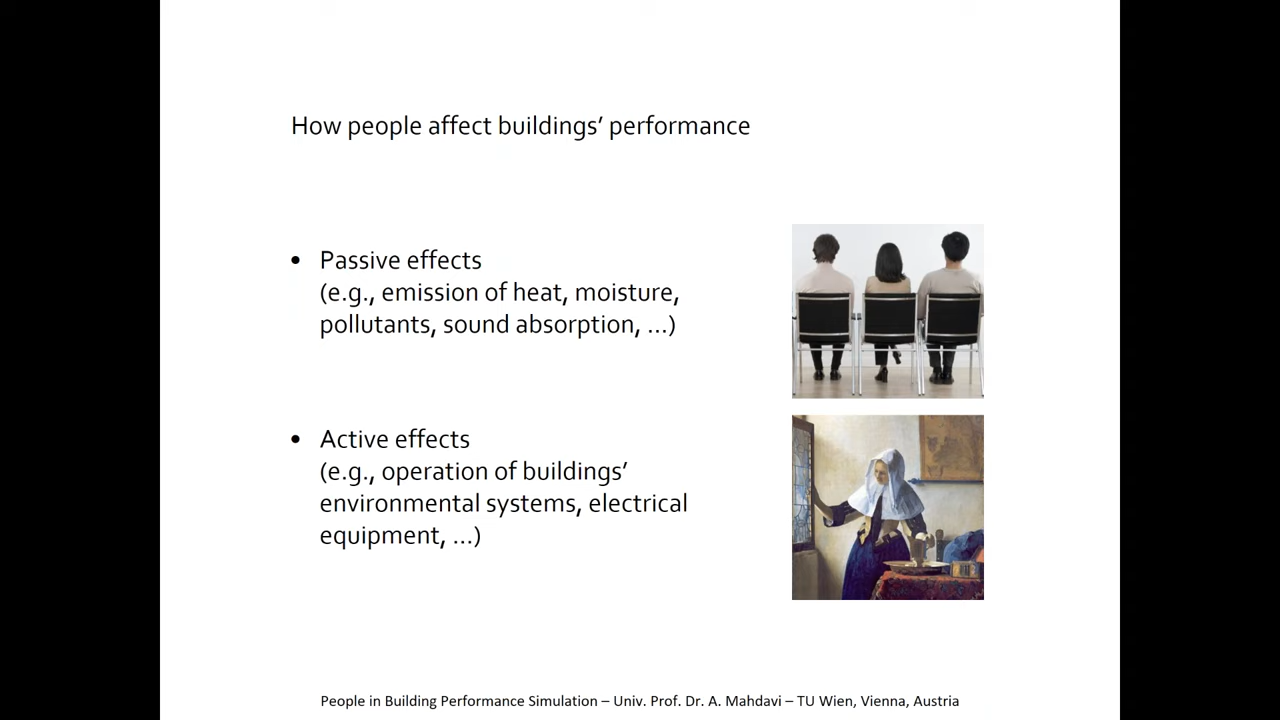 How people affect buildings’ performance
• Passive effects
(e.g., emission of heat, moisture,
pollutants, sound absorption, ...)
• Active effects
(e.g., operation of buildings’
environmental systems, electrical
equipment, ...)
People in Building Performance Simulation – Univ. Prof. Dr. A. Mahdavi – TU Wien, Vienna, Austria